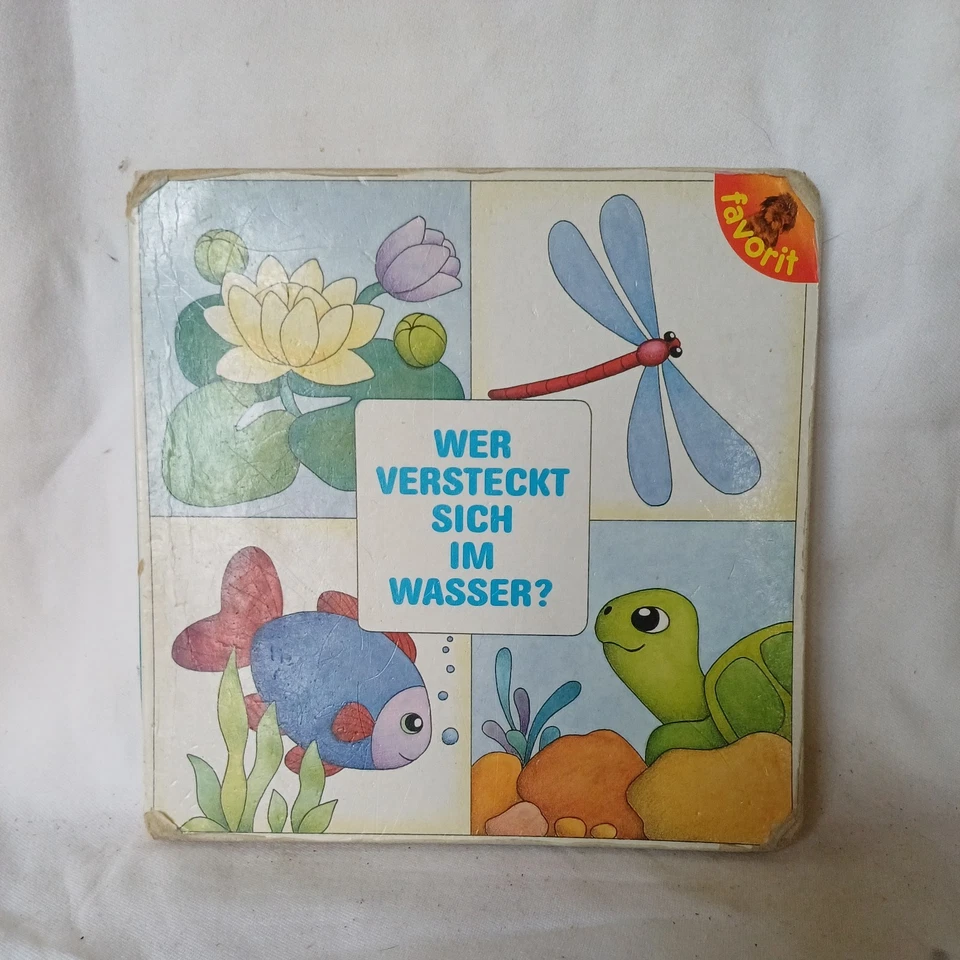 favorit
WER
VERSTECKT
SICH
IM
WASSER?